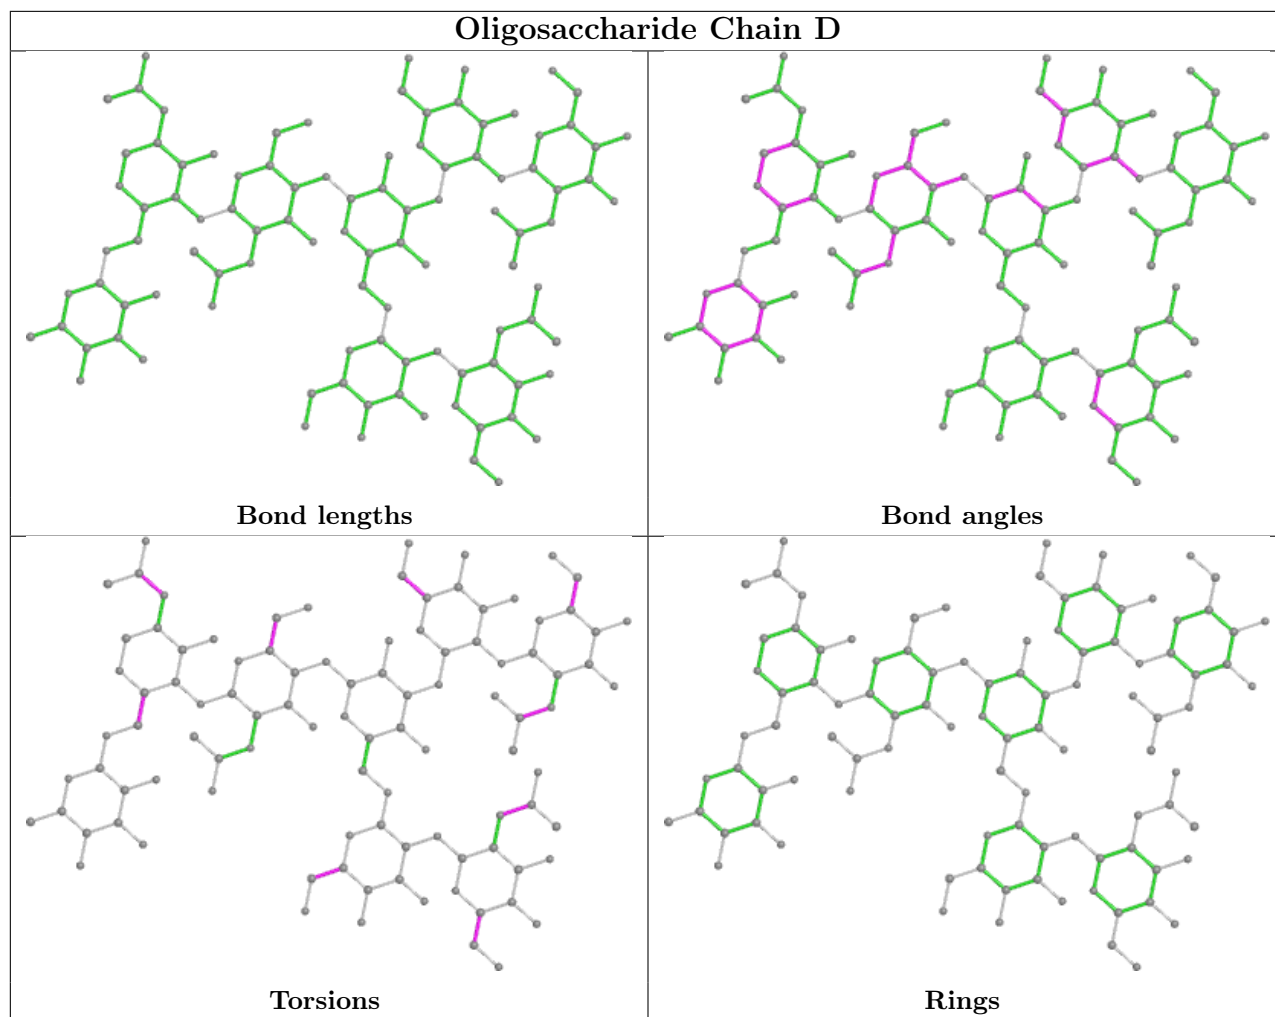 Oligosaccharide Chain D
Bond lengths
Bond angles
Torsions
Rings